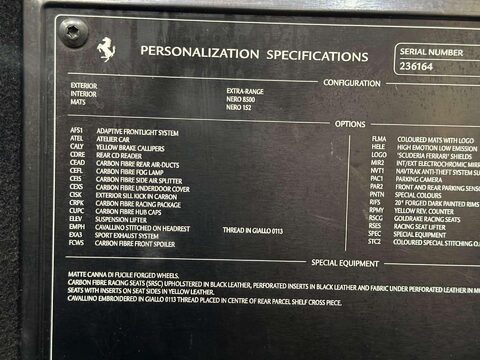 PERSONALIZATION SPECIFICATIONS
SERIAL NUMBER
236164
CONFIGURATION
EXTERIOR EXTRA-RANGE
INTERIOR NERO 8500
MATS NERO 152
OPTIONS
AFS1 ADAPTIVE FRONTLIGHT SYSTEM
ATEL ATELIER CAR
CALY YELLOW BRAKE CALLIPERS
CDRE REAR CD READER
CEAD CARBON FIBRE REAR AIR-DUCTS
CEFL CARBON FIBRE FOG LAMP
CEIS CARBON FIBRE SIDE AIR SPLITTER
CEXS CARBON FIBRE UNDERDOOR COVER
CISK EXTERIOR SILL KICK IN CARBON
CRPK CARBON FIBRE RACING PACKAGE
CUPC CARBON FIBRE HUB CAPS
ELEV SUSPENSION LIFTER
EMPH CAVALLINO STITCHED ON HEADREST THREAD IN GIALLO 0113
EXA3 SPORT EXHAUST SYSTEM
FCWS CARBON FIBRE FRONT SPOILER
FLMA COLOURED MATS WITH LOGO
HELE HIGH EMOTION LOW EMISSION
LOGO "SCUDERIA FERRARI" SHIELDS
MIR2 INT/EXT ELECTROCHROMIC MIRR
NVT1 NAVTRAK ANTI-THEFT SYSTEM
PAC1 PARKING CAMERA
PAR2 FRONT AND REAR PARKING SENSO
PNTN SPECIAL COLOURS
RIFS 20" FORGED DARK PAINTED RIMS
RPMY YELLOW REV. COUNTER
RSCG GOLDRAKE RACING SEATS
RSES RACING SEAT LIFTER
SPEC SPECIAL EQUIPMENT
STC2 COLOURED SPECIAL STITCHING
SPECIAL EQUIPMENT
MATTE CANNA DI FUCILE FORGED WHEELS.
CARBON FIBRE RACING SEATS (SRSC) UPHOLSTERED IN BLACK LEATHER, PERFORATED INSERTS IN BLACK LEATHER AND FABRIC UNDER PERFORATED LEATHER IN
SEATS WITH INSERTS ON SEAT SIDES IN YELLOW LEATHER.
CAVALLINO EMBROIDERED IN GIALLO 0113 THREAD PLACED IN CENTRE OF REAR PARCEL SHELF CROSS PIECE.